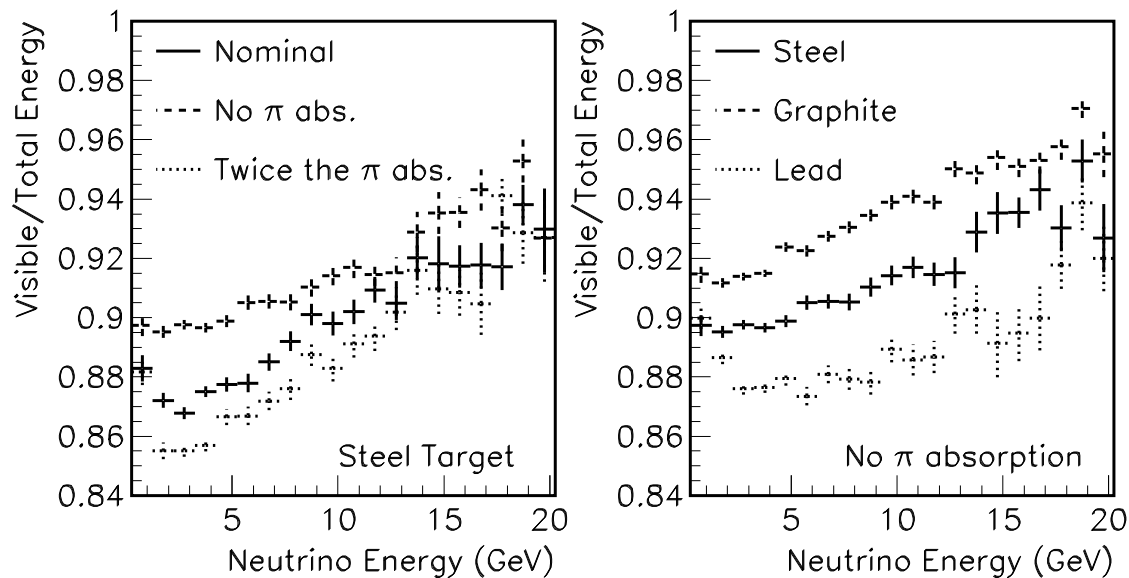 Visible/Total Energy
1
0.98
0.96
0.94
0.92
0.9
0.88
0.86
0.84
Nominal
No π abs.
Twice the π abs.
Steel Target
5
10
15
20
Neutrino Energy (GeV)
Visible/Total Energy
1
0.98
0.96
0.94
0.92
0.9
0.88
0.86
0.84
Steel
Graphite
Lead
No π absorption
5
10
15
20
Neutrino Energy (GeV)